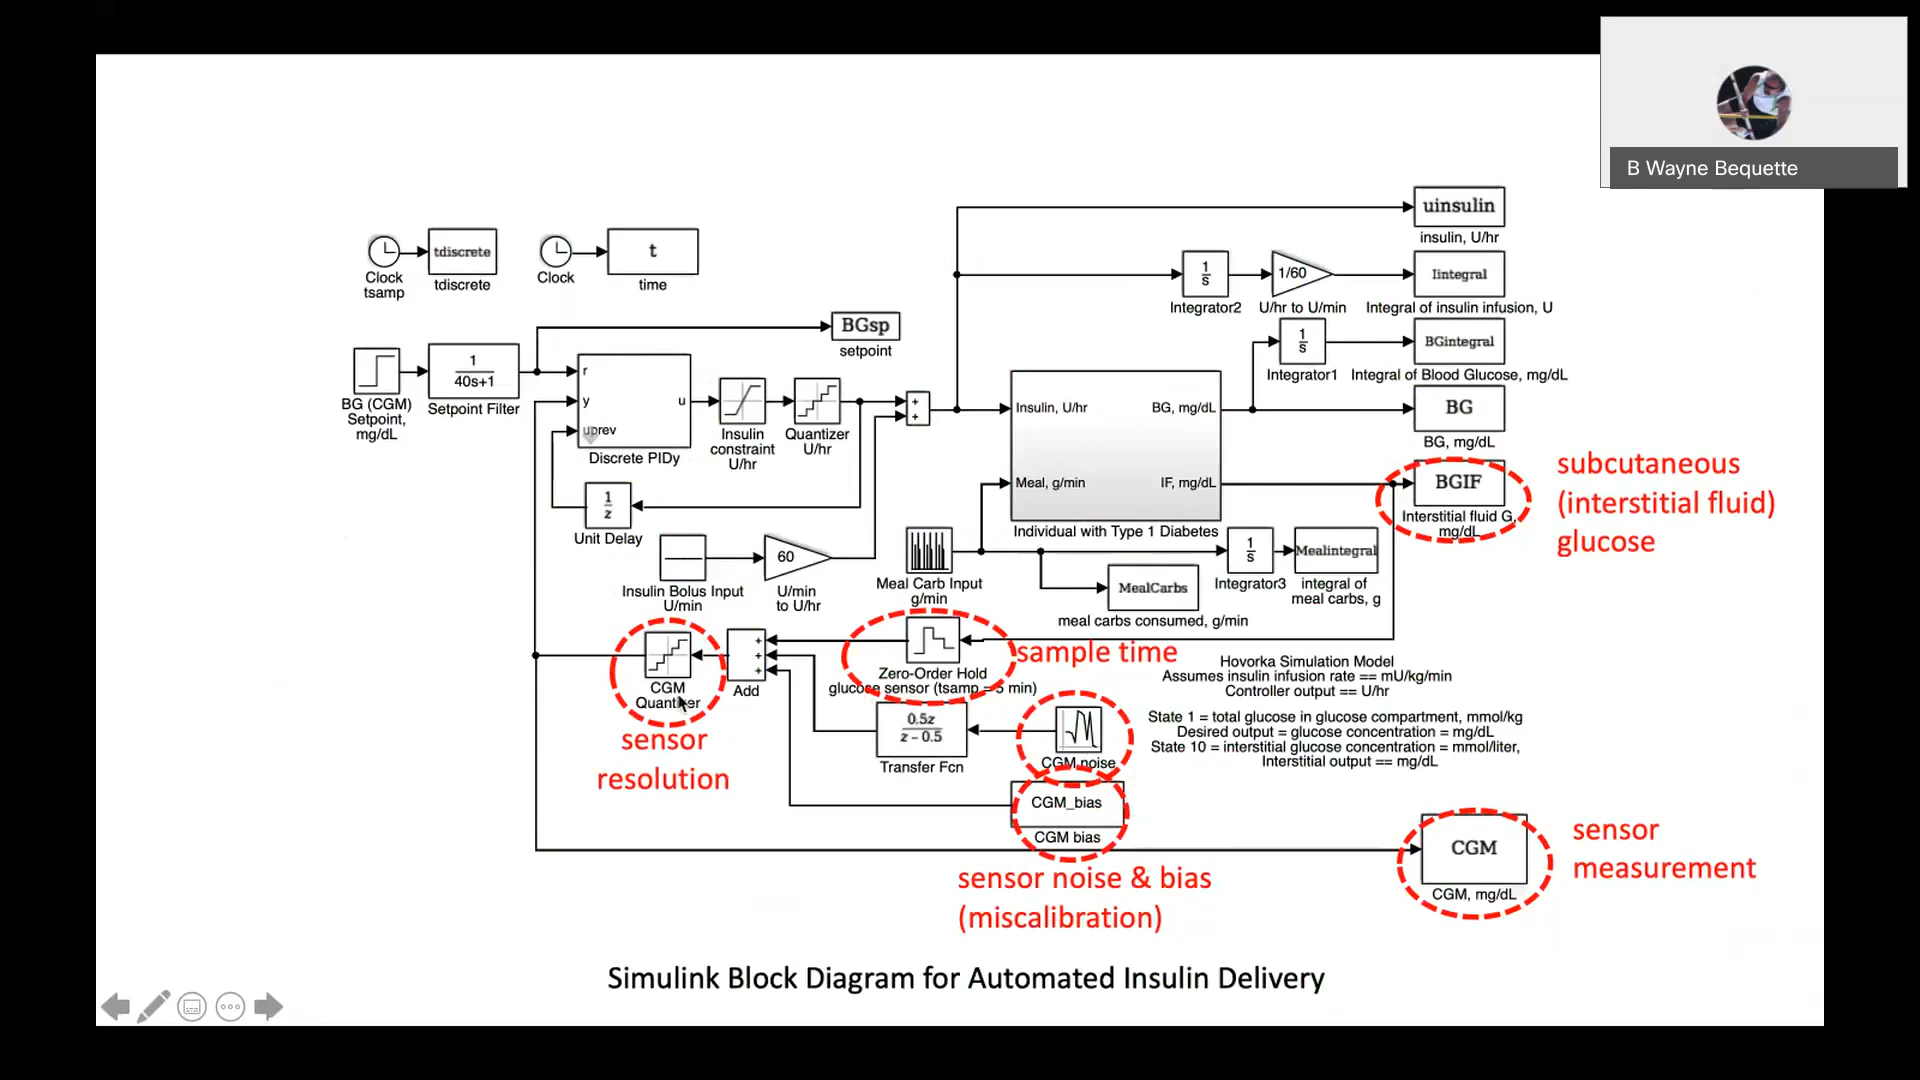 B Wayne Bequette
uinsulin
insulin, U/hr
tdiscrete
Clock
tsamp
tdiscrete
Clock
t
time
1
s
Integrator2
1/60
U/hr to U/min
Iintegral
Integral of insulin infusion, U
BGsp
setpoint
1
s
Integrator1
BGintegral
Integral of Blood Glucose, mg/dL
BG (CGM)
Setpoint,
mg/dL
1
40s+1
Setpoint Filter
r
y
uprev
u
Discrete PIDy
Insulin
constraint
U/hr
Quantizer
U/hr
+
+
Insulin, U/hr
BG, mg/dL
Meal, g/min
IF, mg/dL
Individual with Type 1 Diabetes
BG
BG, mg/dL
BGIF
Interstitial fluid G,
mg/dL
subcutaneous
(interstitial fluid)
glucose
1
z
Unit Delay
Insulin Bolus Input
U/min
60
U/min
to U/hr
Meal Carb Input
g/min
1
s
Integrator3
Mealintegral
integral of
meal carbs, g
MealCarbs
meal carbs consumed, g/min
CGM
Quantizer
+
+
+
Add
Zero-Order Hold
glucose sensor (tsamp = 5 min)
sample time
Hovorka Simulation Model
Assumes insulin infusion rate == mU/kg/min
Controller output == U/hr
State 1 = total glucose in glucose compartment, mmol/kg
Desired output = glucose concentration = mg/dL
State 10 = interstitial glucose concentration = mmol/liter,
Interstitial output == mg/dL
sensor
resolution
0.5z
z – 0.5
Transfer Fcn
CGM noise
CGM_bias
CGM bias
sensor noise & bias
(miscalibration)
CGM
CGM, mg/dL
sensor
measurement
Simulink Block Diagram for Automated Insulin Delivery